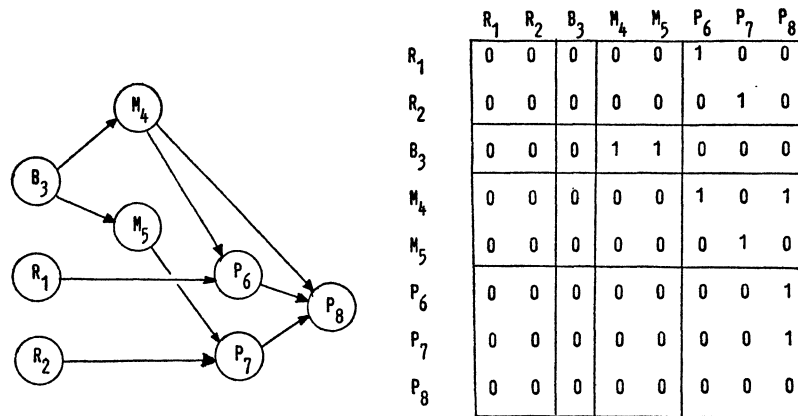 M4
B3
M5
R1
P6
P8
R2
P7
R1 R2 B3 M4 M5 P6 P7 P8
R1 0 0 0 0 0 1 0 0
R2 0 0 0 0 0 0 1 0
B3 0 0 0 1 1 0 0 0
M4 0 0 0 0 0 1 0 1
M5 0 0 0 0 0 0 1 0
P6 0 0 0 0 0 0 0 1
P7 0 0 0 0 0 0 0 1
P8 0 0 0 0 0 0 0 0